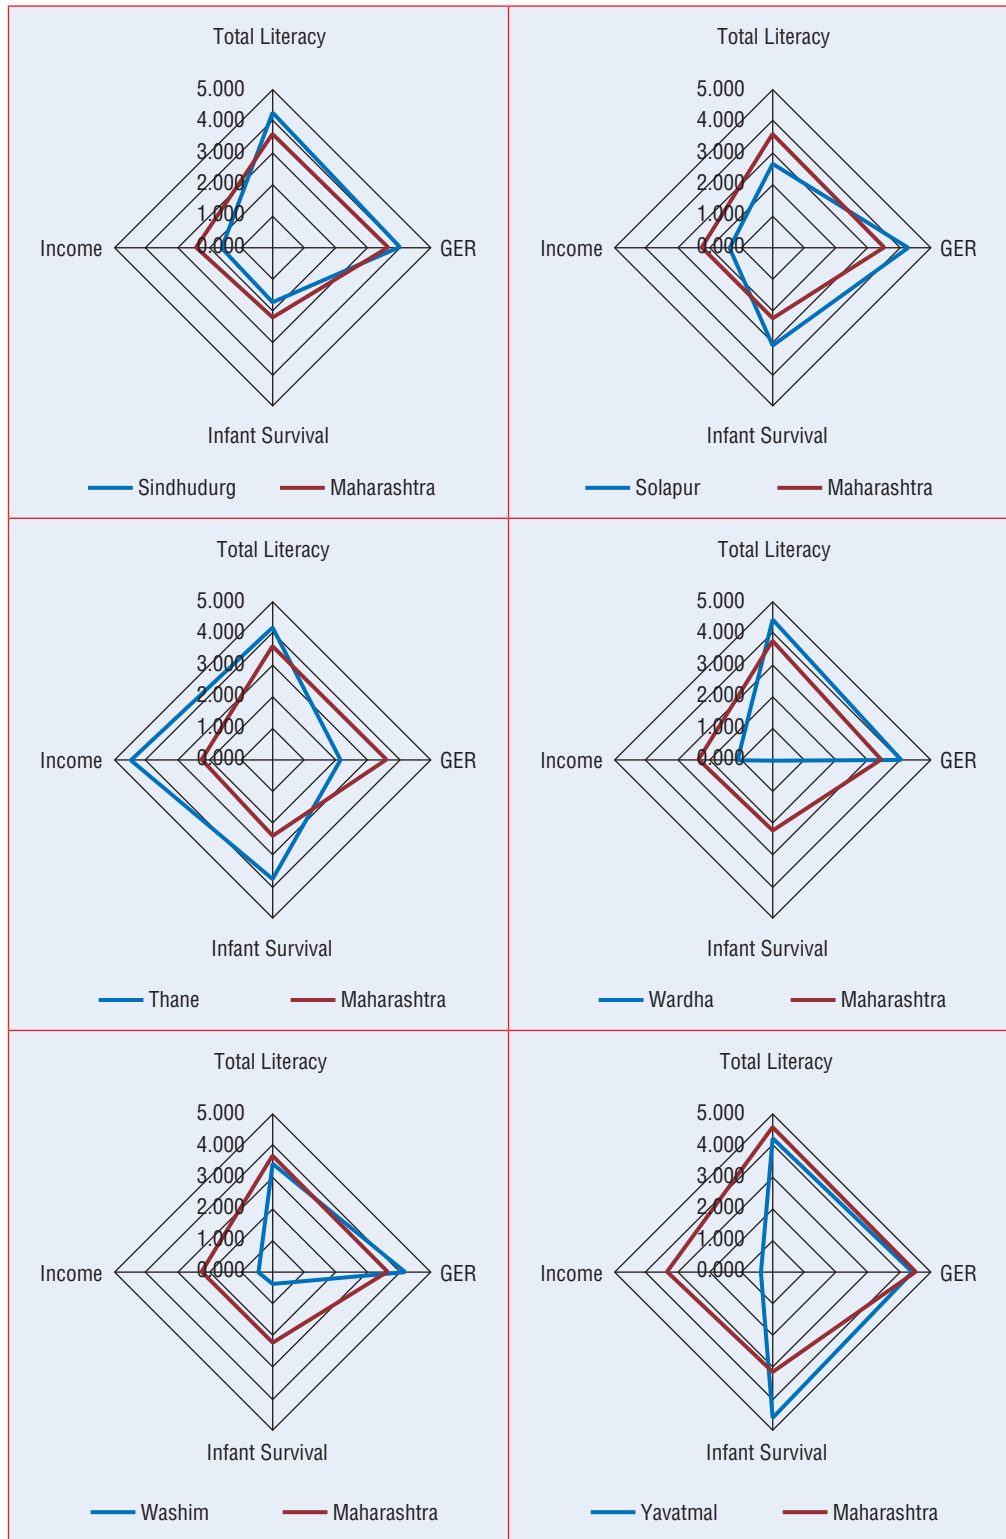 Total Literacy
5.000
4.000
3.000
2.000
1.000
0.000
Income
GER
Infant Survival
Sindhudurg Maharashtra
Total Literacy
5.000
4.000
3.000
2.000
1.000
0.000
Income
GER
Infant Survival
Solapur Maharashtra
Total Literacy
5.000
4.000
3.000
2.000
1.000
0.000
Income
GER
Infant Survival
Thane Maharashtra
Total Literacy
5.000
4.000
3.000
2.000
1.000
0.000
Income
GER
Infant Survival
Wardha Maharashtra
Total Literacy
5.000
4.000
3.000
2.000
1.000
0.000
Income
GER
Infant Survival
Washim Maharashtra
Total Literacy
5.000
4.000
3.000
2.000
1.000
0.000
Income
GER
Infant Survival
Yavatmal Maharashtra